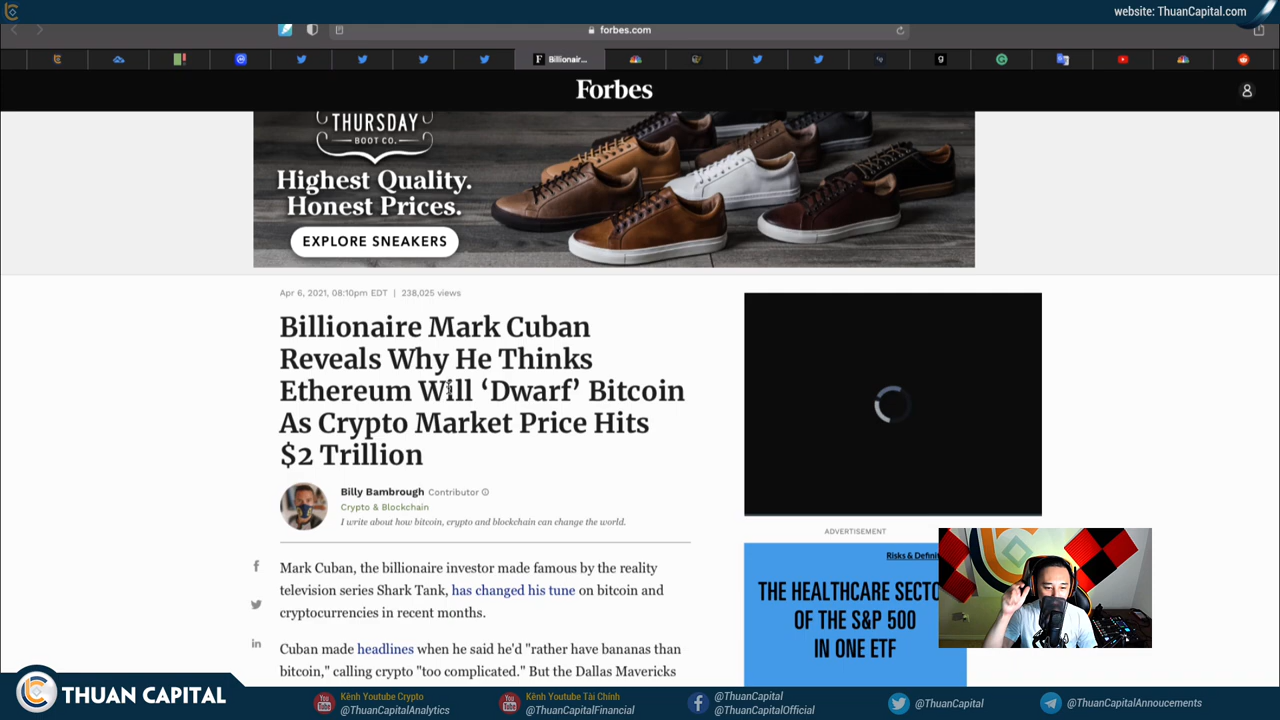 website: ThuanCapital.com
forbes.com
Billionair...
Forbes
THURSDAY
BOOT CO.
Highest Quality.
Honest Prices.
EXPLORE SNEAKERS
Apr 6, 2021, 08:10pm EDT | 238,025 views
Billionaire Mark Cuban
Reveals Why He Thinks
Ethereum Will ‘Dwarf’ Bitcoin
As Crypto Market Price Hits
$2 Trillion
Billy Bambrough Contributor
Crypto & Blockchain
I write about how bitcoin, crypto and blockchain can change the world.
Mark Cuban, the billionaire investor made famous by the reality
television series Shark Tank, has changed his tune on bitcoin and
cryptocurrencies in recent months.
Cuban made headlines when he said he'd "rather have bananas than
bitcoin," calling crypto "too complicated." But the Dallas Mavericks
ADVERTISEMENT
Risks & Defini
THE HEALTHCARE SECTO
OF THE S&P 500
IN ONE ETF
THUAN CAPITAL
Kênh Youtube Crypto
@ThuanCapitalAnalytics
Kênh Youtube Tài Chính
@ThuanCapitalFinancial
@ThuanCapital
@ThuanCapitalOfficial
@ThuanCapital
@ThuanCapitalAnnoucements